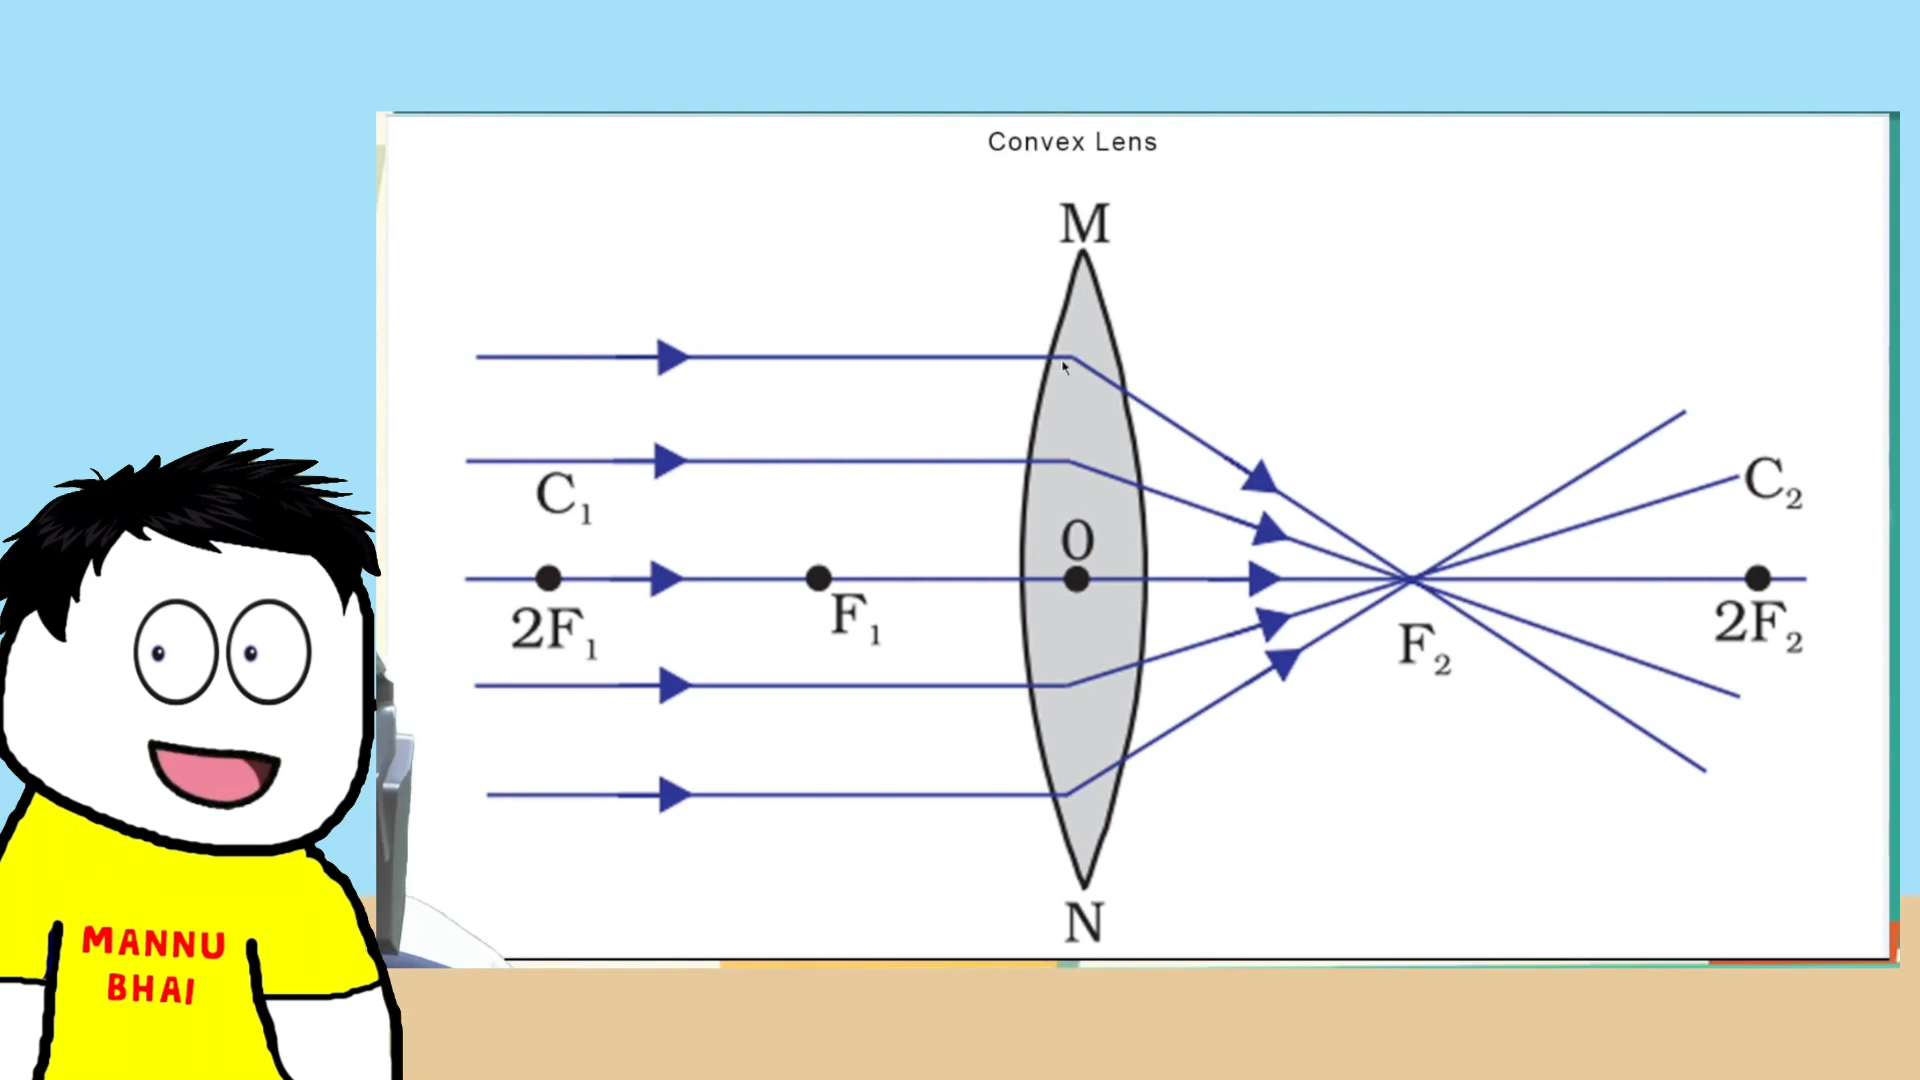 Convex Lens
M
C₁
C₂
O
2F₁
F₁
F₂
2F₂
N
MANNU
BHAI